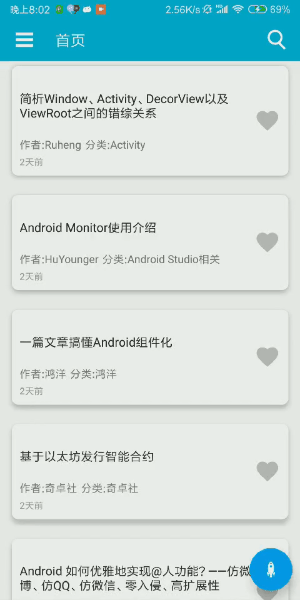 晚上8:02
2.56K/s
89%
首页
简析Window、Activity、DecorView以及
ViewRoot之间的错综关系
作者:Ruheng 分类:Activity
2天前
Android Monitor使用介绍
作者:HuYounger 分类:Android Studio相关
2天前
一篇文章搞懂Android组件化
作者:鸿洋 分类:鸿洋
2天前
基于以太坊发行智能合约
作者:奇卓社 分类:奇卓社
2天前
Android 如何优雅地实现@人功能？——仿微
博、仿QQ、仿微信、零入侵、高扩展性